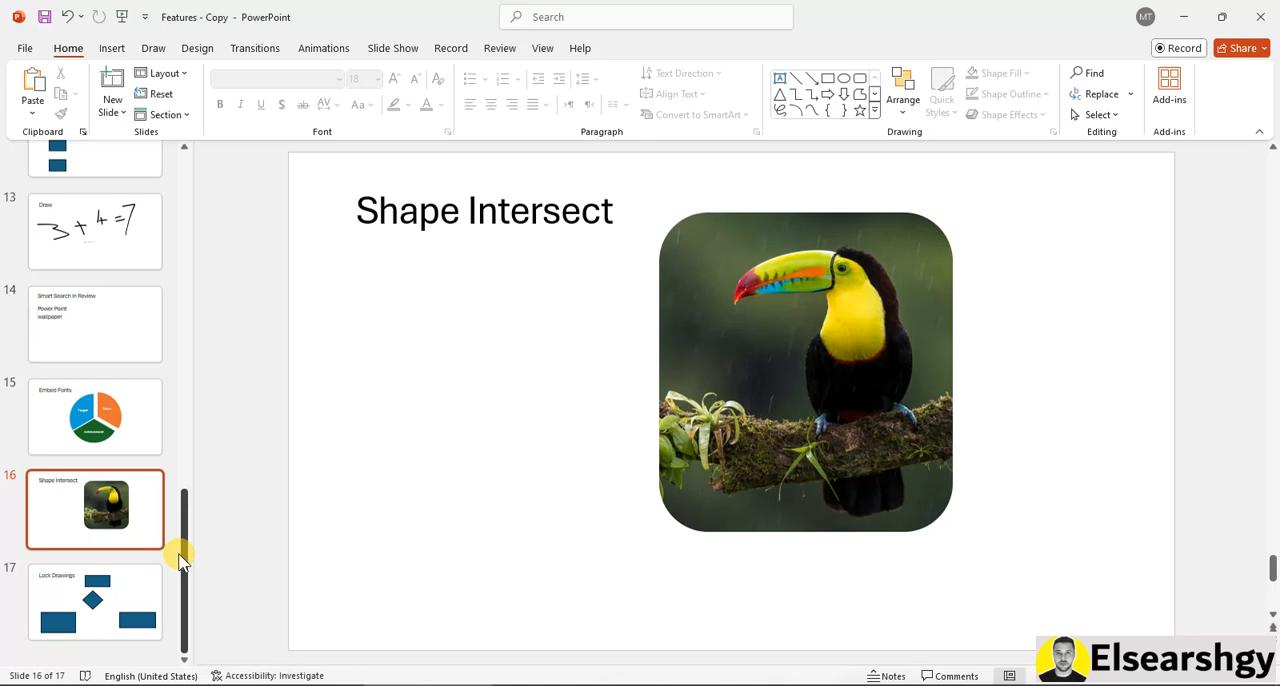 Features - Copy - PowerPoint
Search
MT
File Home Insert Draw Design Transitions Animations Slide Show Record Review View Help
Record Share
Paste
Clipboard
New Slide
Layout
Reset
Section
Slides
18
Font
Text Direction
Align Text
Convert to SmartArt
Paragraph
Arrange
Quick Styles
Shape Fill
Shape Outline
Shape Effects
Drawing
Find
Replace
Select
Editing
Add-ins
Add-ins
13
Draw
3 + 4 = 7
14
Smart Search in Review
Power Point
wallpaper
15
Embed Fonts
16
Shape Intersect
17
Lock Drawings
Shape Intersect
Slide 16 of 17 English (United States) Accessibility: Investigate Notes Comments
Elsearshgy